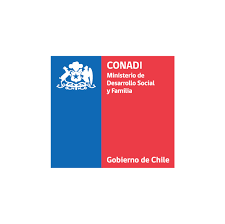 CONADI
Ministerio de
Desarrollo Social
y Familia
Gobierno de Chile